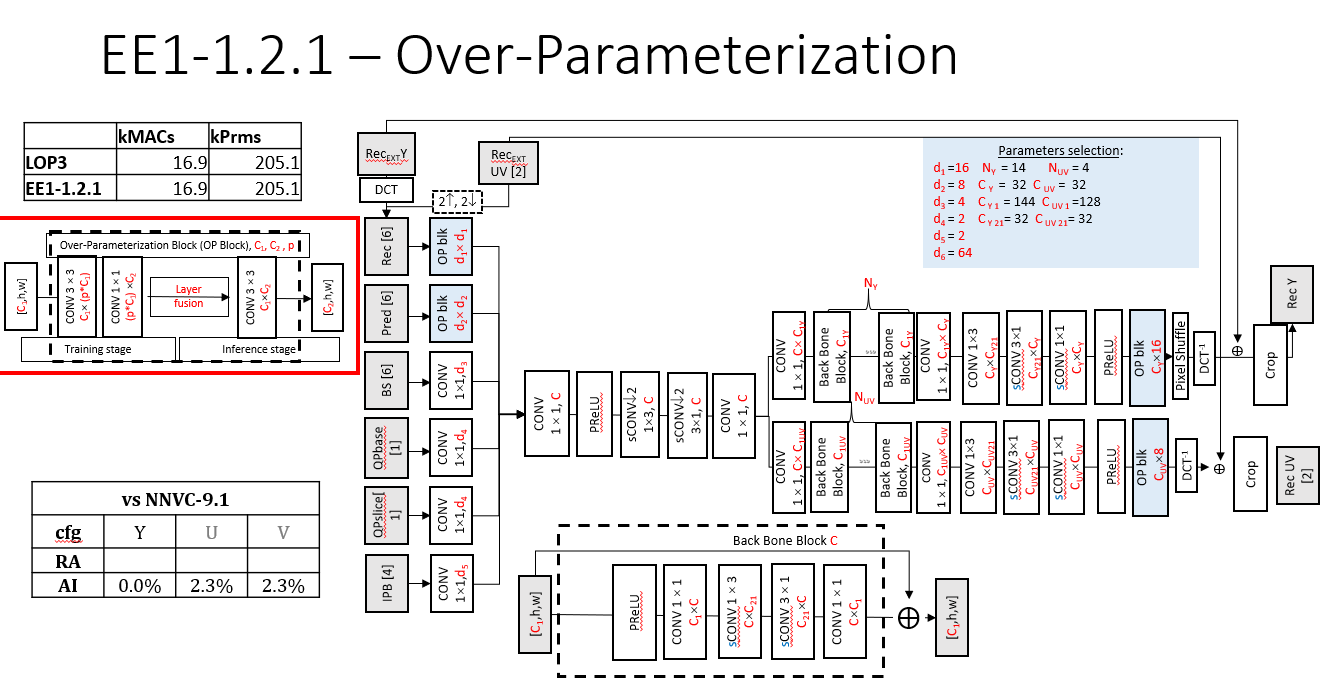 EE1-1.2.1 – Over-Parameterization
kMACs kPrms
LOP3 16.9 205.1
EE1-1.2.1 16.9 205.1
Over-Parameterization Block (OP Block), C1, C2 , p
[C1,h,w]
CONV 3 × 3
C1× (p*C1)
CONV 1 × 1
(p*C1) ×C2
Layer
fusion
CONV 3 × 3
C1×C2
[C2,h,w]
Training stage
Inference stage
vs NNVC-9.1
cfg Y U V
RA
AI 0.0% 2.3% 2.3%
RecEXTY
DCT
RecEXT
UV [2]
2↑, 2↓
Rec [6]
OP blk
d1× d1
Pred [6]
OP blk
d2× d2
BS [6]
CONV
1×1,d3
QPbase
[1]
CONV
1×1,d4
QPslice[
1]
CONV
1×1,d4
IPB [4]
CONV
1×1,d5
CONV
1 × 1, C
PReLU
sCONV↓2
1×3, C
sCONV↓2
3×1, C
CONV
1 × 1, C
Parameters selection:
d1 =16 NY = 14 NUV = 4
d2 = 8 C Y = 32 C UV = 32
d3 = 4 C Y 1 = 144 C UV 1 =128
d4 = 2 C Y 21= 32 C UV 21= 32
d5 = 2
d6 = 64
NY
CONV
1 × 1, C× C1Y
Back Bone
Block, C1Y
Back Bone
Block, C1Y
CONV
1 × 1, C1Y× CY
CONV 1×3
CY×CY21
sCONV 3×1
CY21×CY
sCONV 1×1
CY×CY
PReLU
OP blk
CY×16
Pixel Shuffle
DCT-1
Crop
Rec Y
NUV
CONV
1 × 1, C× C1UV
Back Bone
Block, C1UV
Back Bone
Block, C1UV
CONV
1 × 1, C1UV× CUV
CONV 1×3
CUV×CUV21
sCONV 3×1
CUV21×CUV
sCONV 1×1
CUV×CUV
PReLU
OP blk
CUV×8
DCT-1
Crop
Rec UV
[2]
Back Bone Block C
[C1,h,w]
PReLU
CONV 1 × 1
C1×C
sCONV 1 × 3
C×C21
sCONV 3 × 1
C21×C
CONV 1 × 1
C×C1
[C1,h,w]